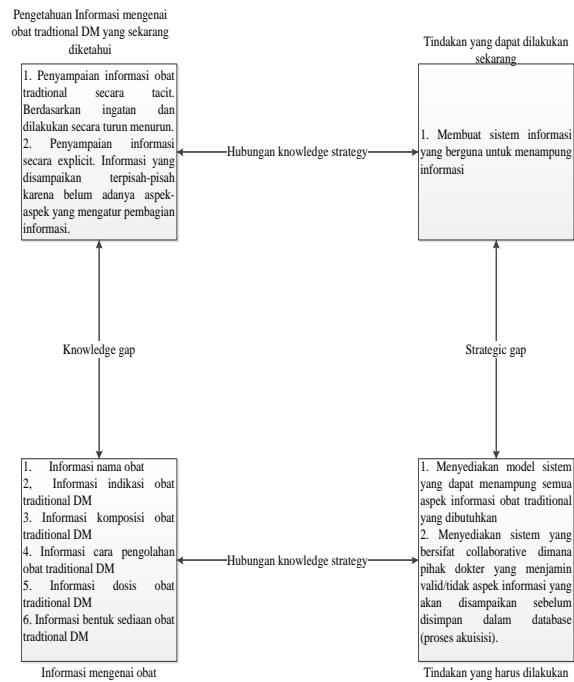 Pengetahuan Informasi mengenai
obat tradtional DM yang sekarang
diketahui
Tindakan yang dapat dilakukan
sekarang
1. Penyampaian informasi obat
tradtional secara tacit.
Berdasarkan ingatan dan
dilakukan secara turun menurun.
2. Penyampaian informasi
secara explicit. Informasi yang
disampaikan terpisah-pisah
karena belum adanya aspek-
aspek yang mengatur pembagian
informasi.
Hubungan knowledge strategy
1. Membuat sistem informasi
yang berguna untuk menampung
informasi
Knowledge gap
Strategic gap
1. Informasi nama obat
2, Informasi indikasi obat
traditional DM
3. Informasi komposisi obat
traditional DM
4. Informasi cara pengolahan
obat traditional DM
5. Informasi dosis obat
traditional DM
6. Informasi bentuk sediaan obat
tradtional DM
Hubungan knowledge strategy
1. Menyediakan model sistem
yang dapat menampung semua
aspek informasi obat traditional
yang dibutuhkan
2. Menyediakan sistem yang
bersifat collaborative dimana
pihak dokter yang menjamin
valid/tidak aspek informasi yang
akan disampaikan sebelum
disimpan dalam database
(proses akuisisi).
Informasi mengenai obat
Tindakan yang harus dilakukan